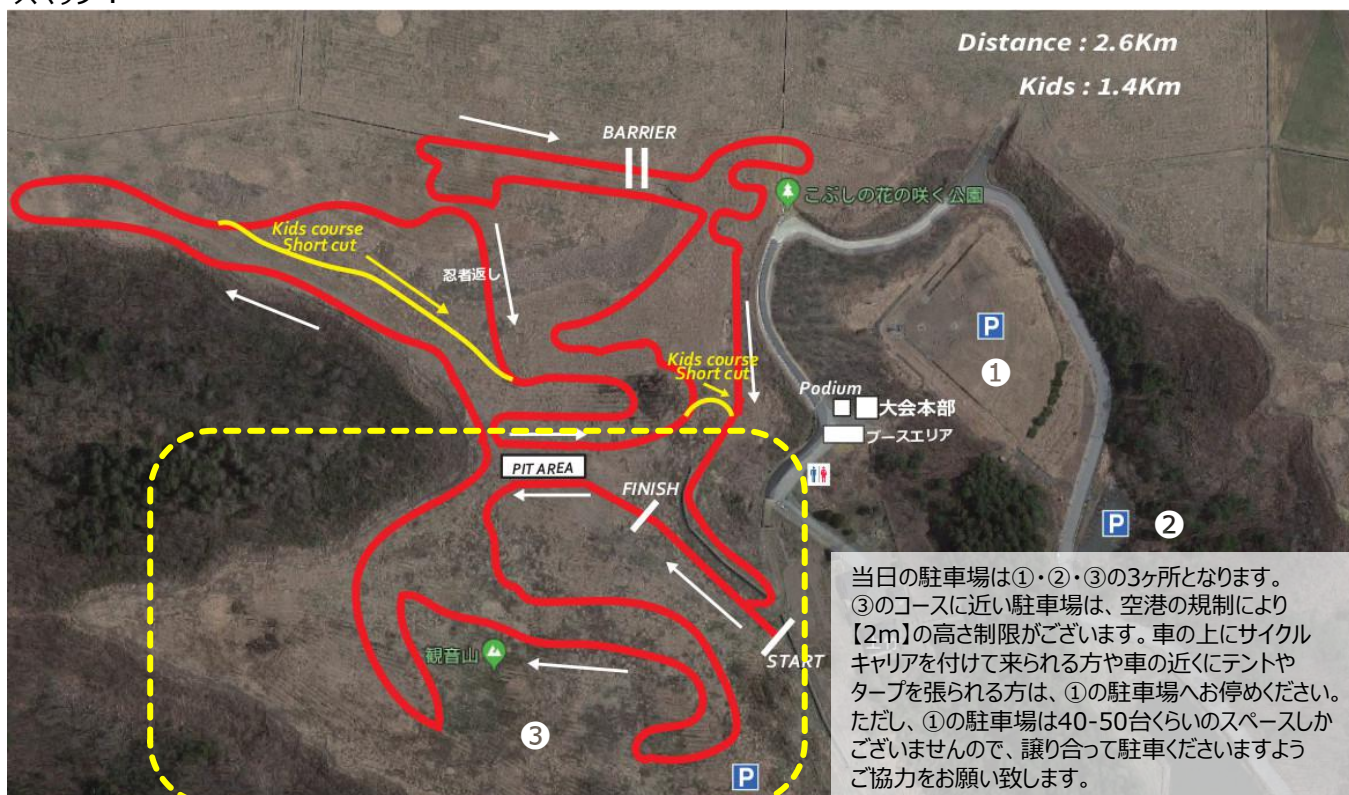 Distance : 2.6Km
Kids : 1.4Km
BARRIER
こぶしの花の咲く公園
Kids course
Short cut
忍者返し
P
①
Kids course
Short cut
Podium
大会本部
ブースエリア
PIT AREA
FINISH
P
②
START
観音山
③
P
当日の駐車場は①・②・③の3ヶ所となります。
③のコースに近い駐車場は、空港の規制により
【2m】の高さ制限がございます。車の上にサイクル
キャリアを付けて来られる方や車の近くにテントや
タープを張られる方は、①の駐車場へお停めください。
ただし、①の駐車場は40-50台くらいのスペースしか
ございませんので、譲り合って駐車くださいますよう
ご協力をお願い致します。